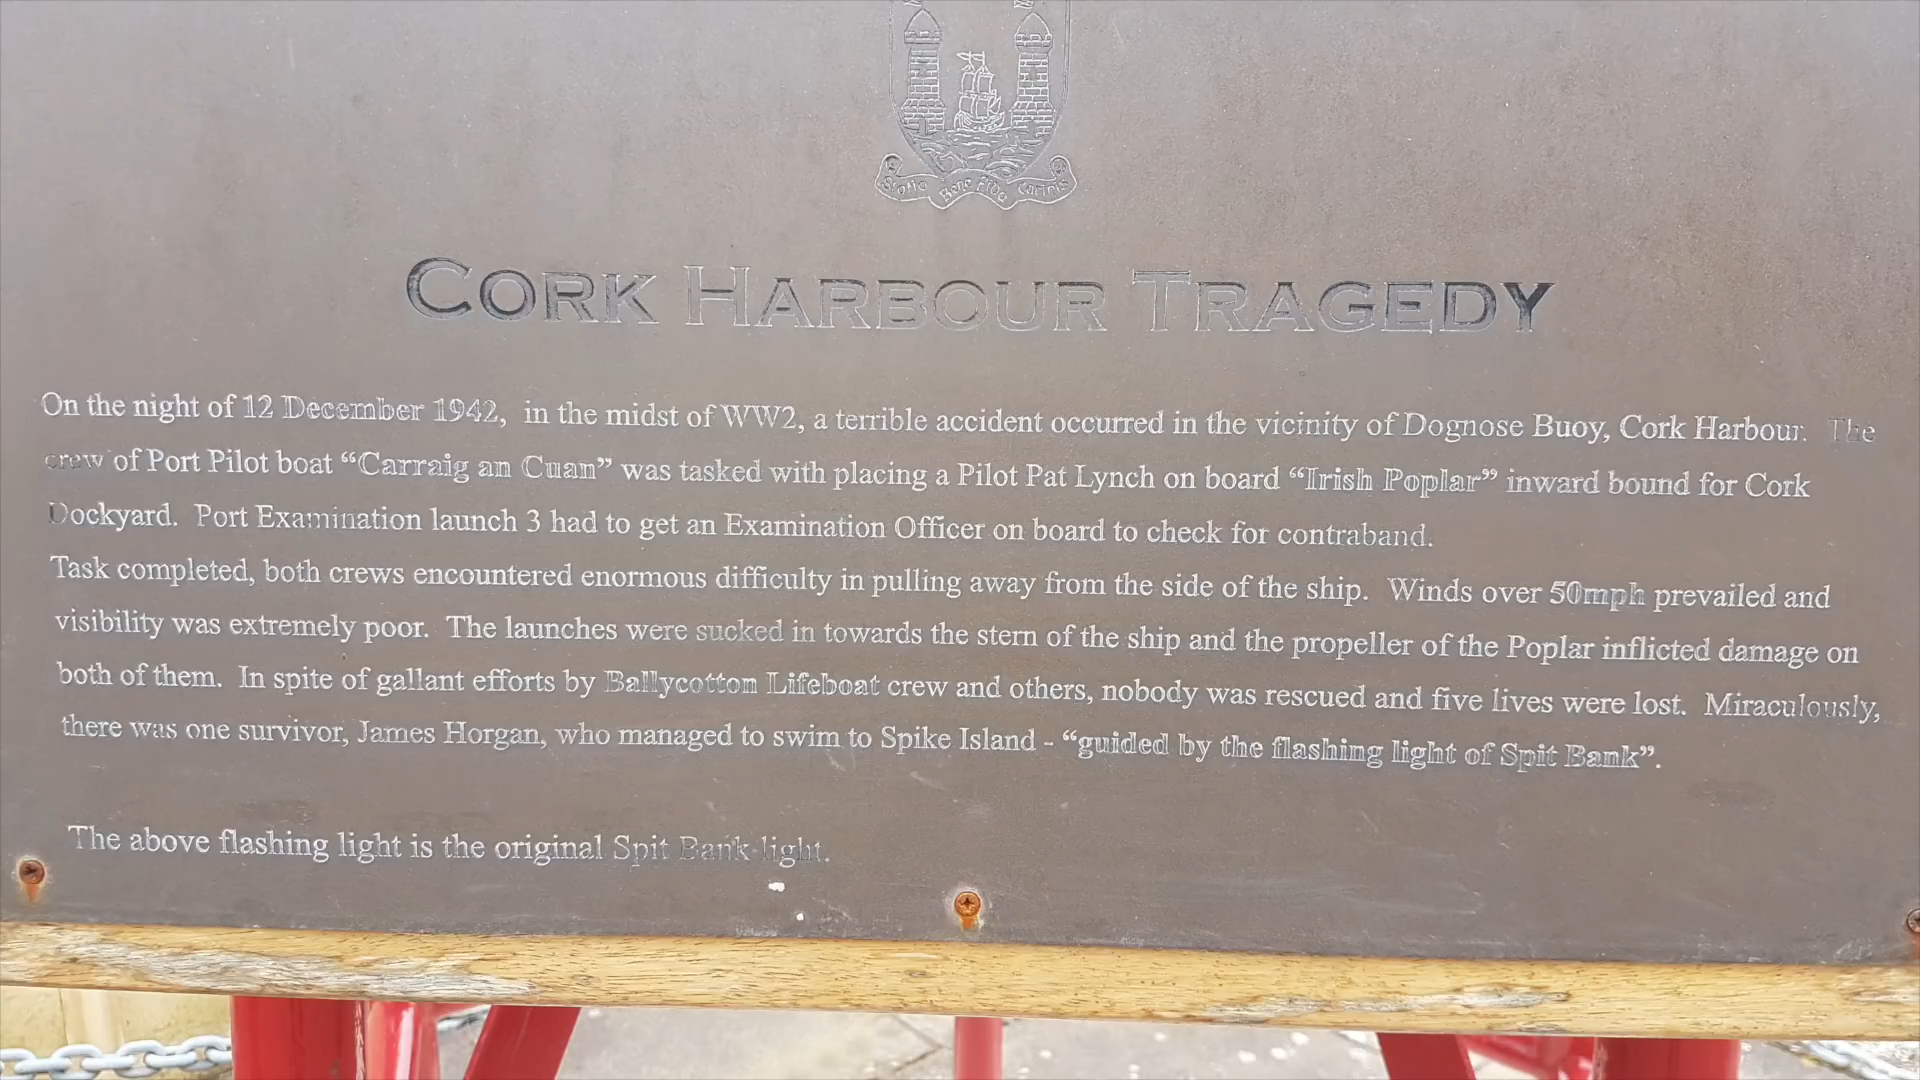 Statio Bene Fida Carinis
CORK HARBOUR TRAGEDY
On the night of 12 December 1942, in the midst of WW2, a terrible accident occurred in the vicinity of Dognose Buoy, Cork Harbour. The
crew of Port Pilot boat “Carraig an Cuan” was tasked with placing a Pilot Pat Lynch on board “Irish Poplar” inward bound for Cork
Dockyard. Port Examination launch 3 had to get an Examination Officer on board to check for contraband.
Task completed, both crews encountered enormous difficulty in pulling away from the side of the ship. Winds over 50mph prevailed and
visibility was extremely poor. The launches were sucked in towards the stern of the ship and the propeller of the Poplar inflicted damage on
both of them. In spite of gallant efforts by Ballycotton Lifeboat crew and others, nobody was rescued and five lives were lost. Miraculously,
there was one survivor, James Horgan, who managed to swim to Spike Island - “guided by the flashing light of Spit Bank”.
The above flashing light is the original Spit Bank light.